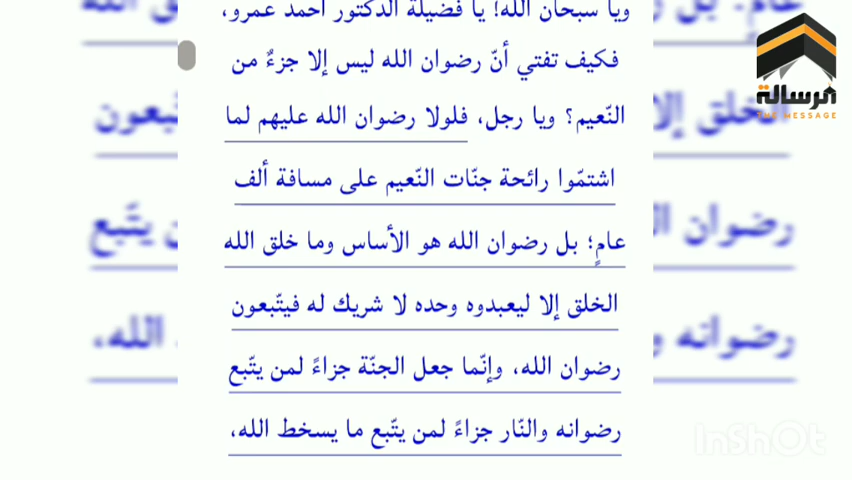 ويا سبحان الله! يا فضيلة الدكتور أحمد عمرو،
فكيف تفتي أنّ رضوان الله ليس إلا جزءٌ من
النّعيم؟ ويا رجل، فلولا رضوان الله عليهم لما
اشتمّوا رائحة جنّات النّعيم على مسافة ألف
عامٍ؛ بل رضوان الله هو الأساس وما خلق الله
الخلق إلا ليعبدوه وحده لا شريك له فيتّبعون
رضوان الله، وإنّما جعل الجنّة جزاءً لمن يتّبع
رضوانه والنّار جزاءً لمن يتّبع ما يسخط الله،
الرسالة
THE MESSAGE
InShOt